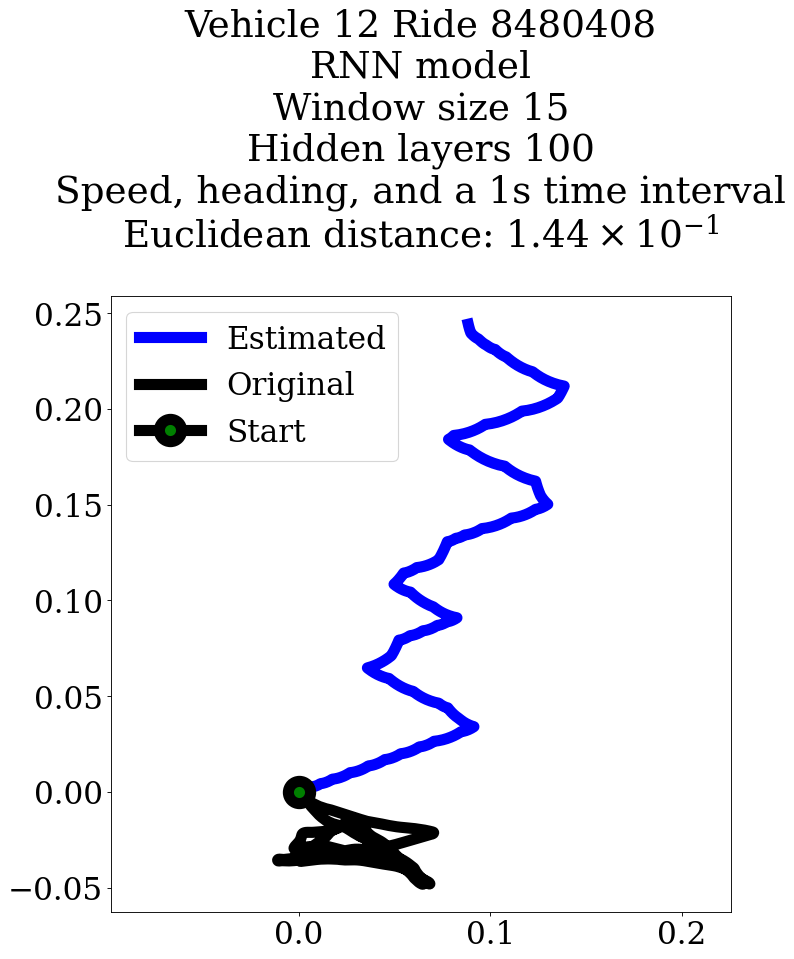 Vehicle 12 Ride 8480408
RNN model
Window size 15
Hidden layers 100
Speed, heading, and a 1s time interval
Euclidean distance: 1.44 × 10⁻¹
Estimated
Original
Start
0.25
0.20
0.15
0.10
0.05
0.00
−0.05
0.0
0.1
0.2